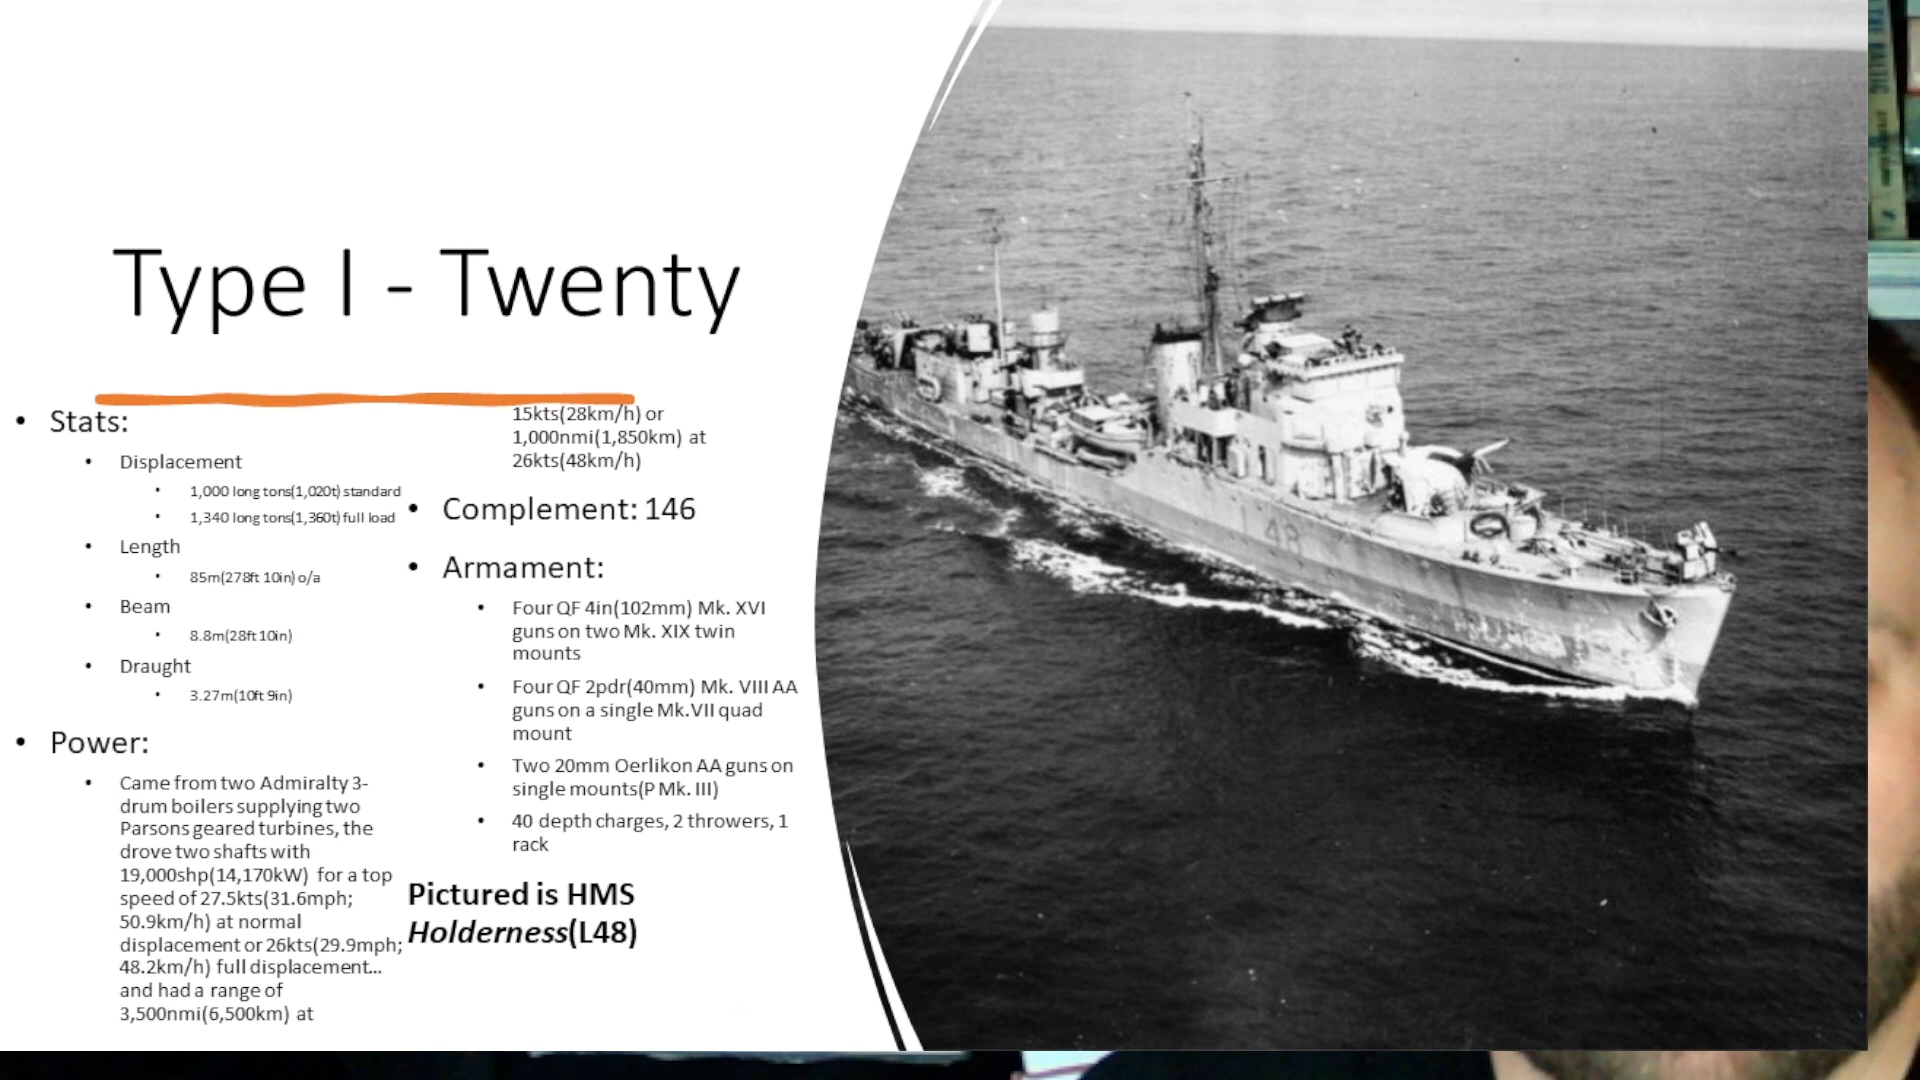 Type I - Twenty
• Stats:
• Displacement
• 1,000 long tons(1,020t) standard
• 1,340 long tons(1,360t) full load
• Length
• 85m(278ft 10in) o/a
• Beam
• 8.8m(28ft 10in)
• Draught
• 3.27m(10ft 9in)
• Power:
• Came from two Admiralty 3-
drum boilers supplying two
Parsons geared turbines, the
drove two shafts with
19,000shp(14,170kW) for a top
speed of 27.5kts(31.6mph;
50.9km/h) at normal
displacement or 26kts(29.9mph;
48.2km/h) full displacement...
and had a range of
3,500nmi(6,500km) at
15kts(28km/h) or
1,000nmi(1,850km) at
26kts(48km/h)
• Complement: 146
• Armament:
• Four QF 4in(102mm) Mk. XVI
guns on two Mk. XIX twin
mounts
• Four QF 2pdr(40mm) Mk. VIII AA
guns on a single Mk.VII quad
mount
• Two 20mm Oerlikon AA guns on
single mounts(P Mk. III)
• 40 depth charges, 2 throwers, 1
rack
Pictured is HMS
Holderness(L48)
L 48